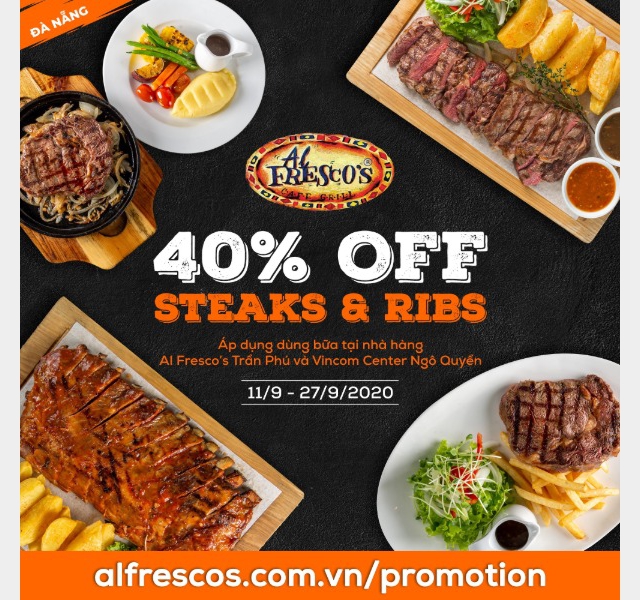 ĐÀ NẴNG
Al
FRESCO'S®
CAFE GRILL
40% OFF
STEAKS & RIBS
Áp dụng dùng bữa tại nhà hàng
Al Fresco's Trần Phú và Vincom Center Ngô Quyền
11/9 - 27/9/2020
alfrescos.com.vn/promotion